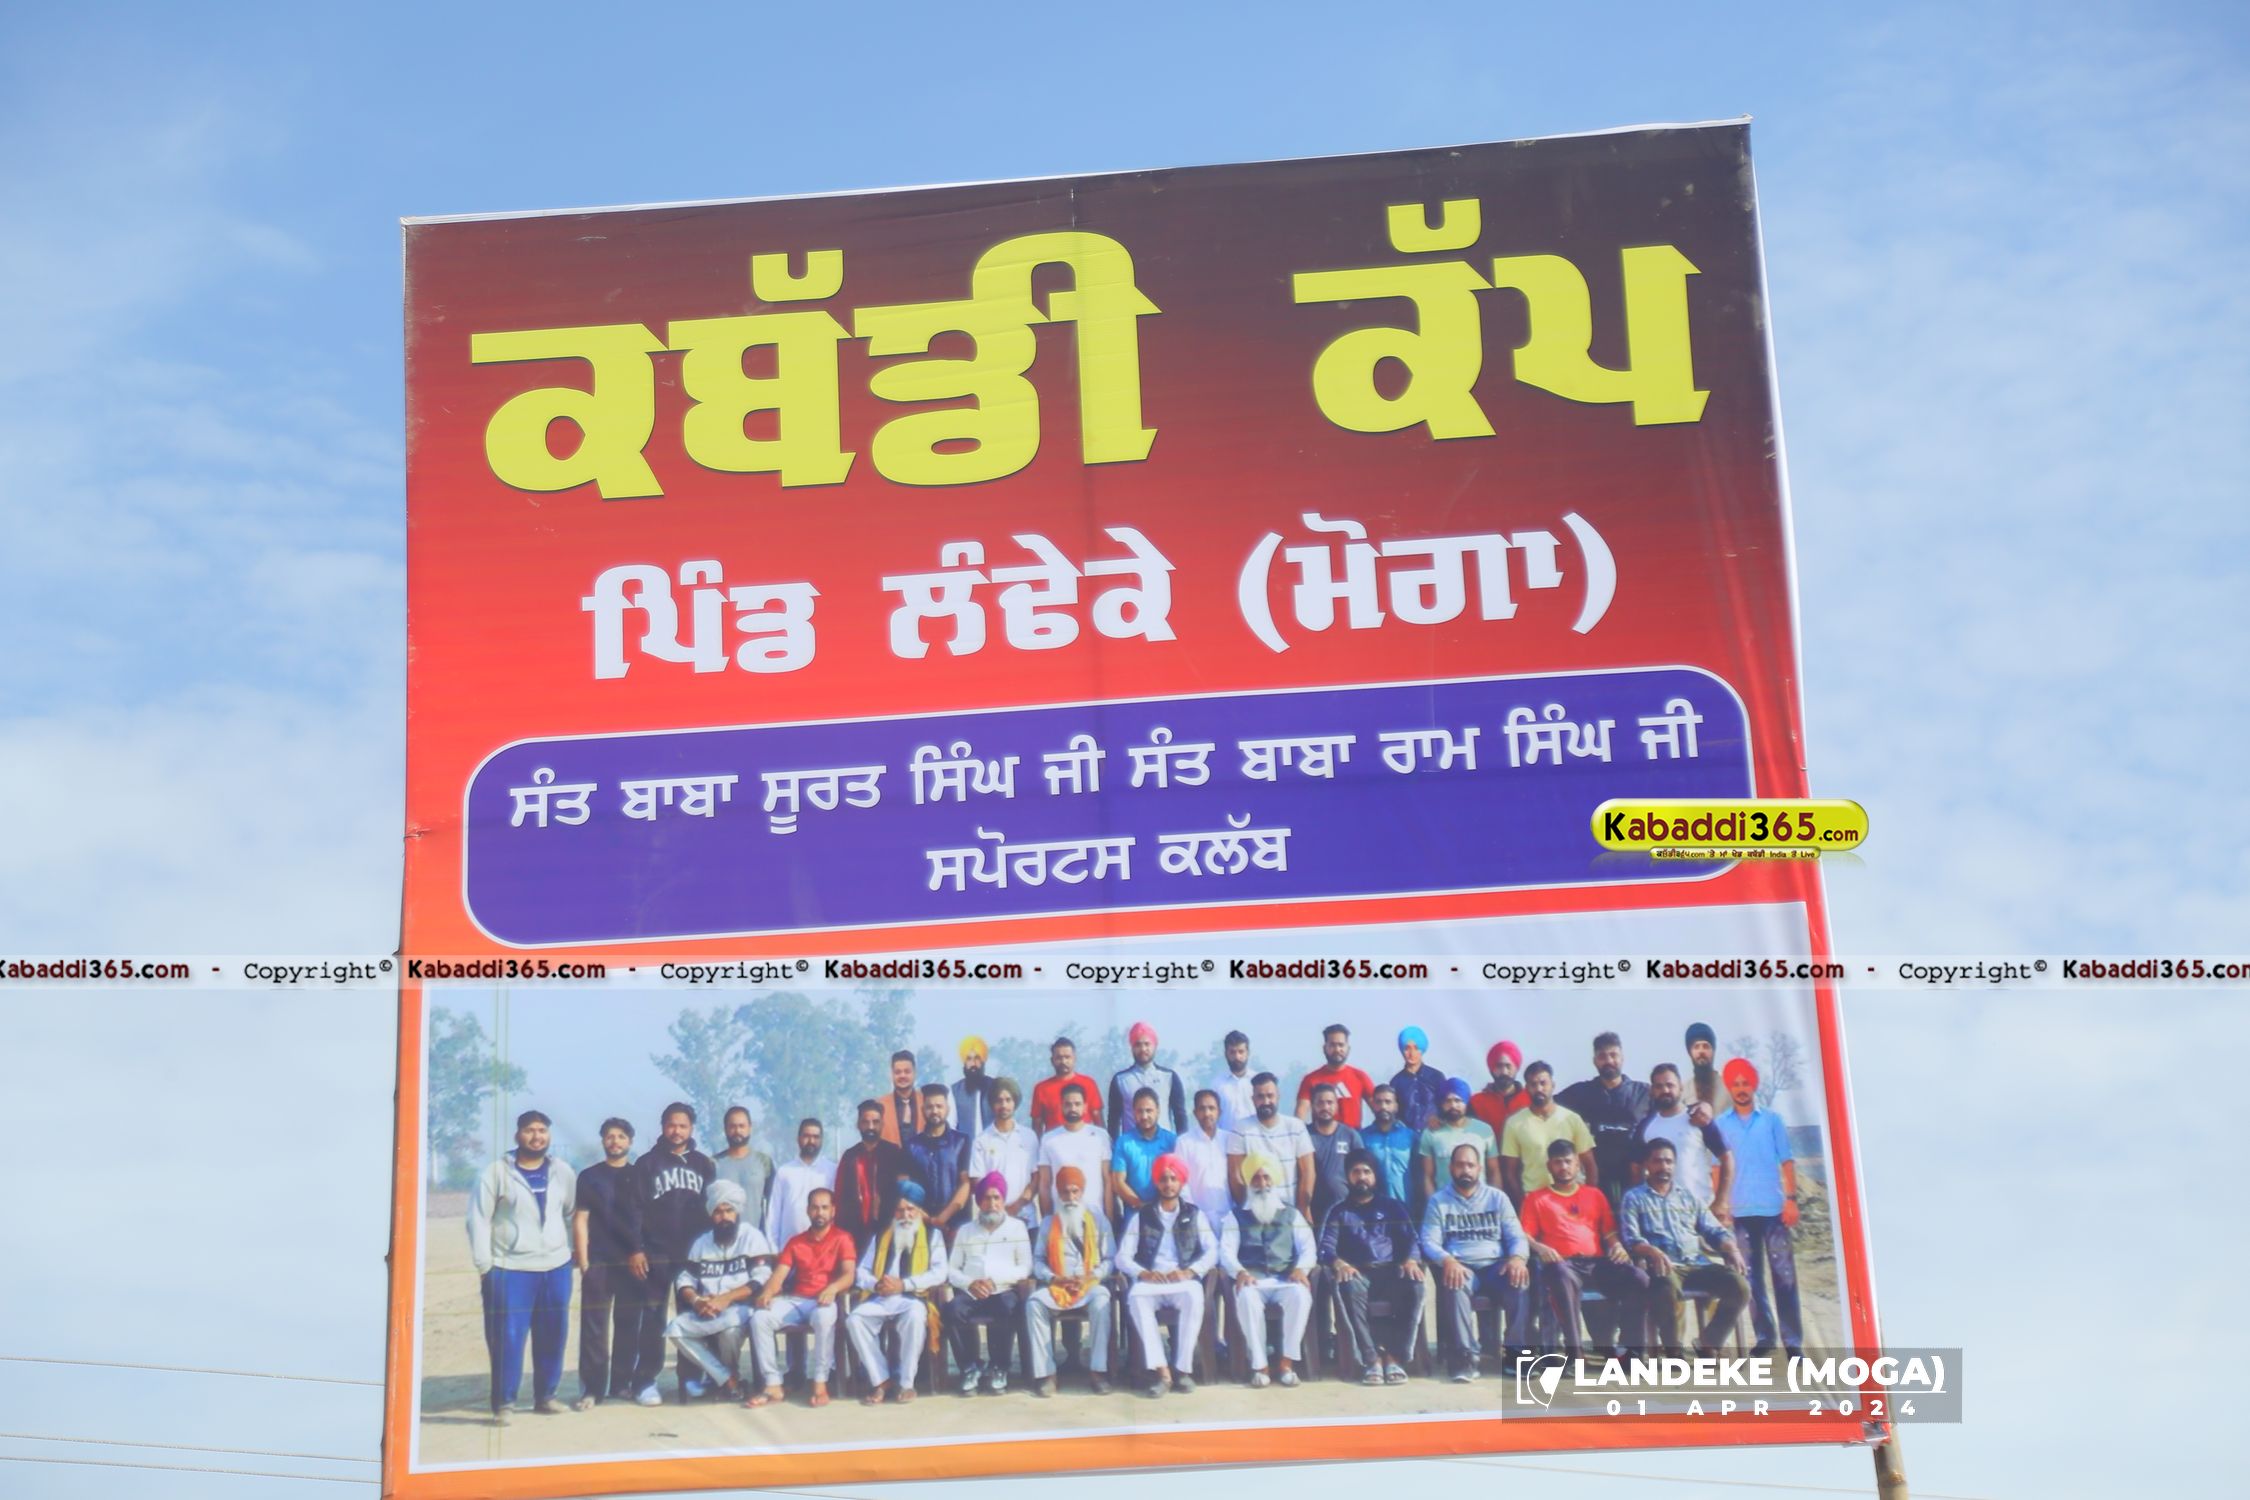 ਕਬੱਡੀ ਕੱਪ
ਪਿੰਡ ਲੰਢੇਕੇ (ਮੋਗਾ)
ਸੰਤ ਬਾਬਾ ਸੂਰਤ ਸਿੰਘ ਜੀ ਸੰਤ ਬਾਬਾ ਰਾਮ ਸਿੰਘ ਜੀ
ਸਪੋਰਟਸ ਕਲੱਬ
Kabaddi365.com
Kabaddi365.com - Copyright© Kabaddi365.com - Copyright© Kabaddi365.com - Copyright© Kabaddi365.com - Copyright© Kabaddi365.com - Copyright© Kabaddi365.com
AMIRI
CANADA
LANDEKE (MOGA)
01 APR 2024